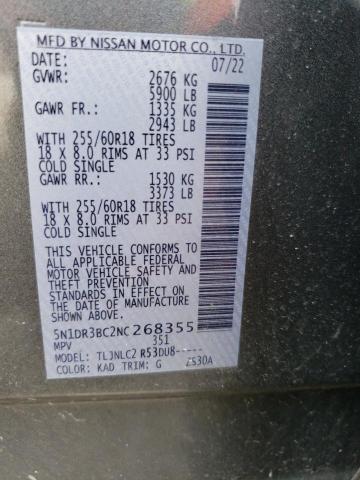 MFD BY NISSAN MOTOR CO., LTD.
DATE: 07/22
GVWR: 2676 KG
5900 LB
GAWR FR: 1335 KG
2943 LB
WITH 255/60R18 TIRES
18 X 8.0 RIMS AT 33 PSI
COLD SINGLE
GAWR RR: 1530 KG
3373 LB
WITH 255/60R18 TIRES
18 X 8.0 RIMS AT 33 PSI
COLD SINGLE
THIS VEHICLE CONFORMS TO
ALL APPLICABLE FEDERAL
MOTOR VEHICLE SAFETY AND
THEFT PREVENTION
STANDARDS IN EFFECT ON
THE DATE OF MANUFACTURE
SHOWN ABOVE.
5N1DR3BC2NC268355
MPV 351
MODEL: TLJNLC2 R53DU8-----
COLOR: KAD TRIM: G